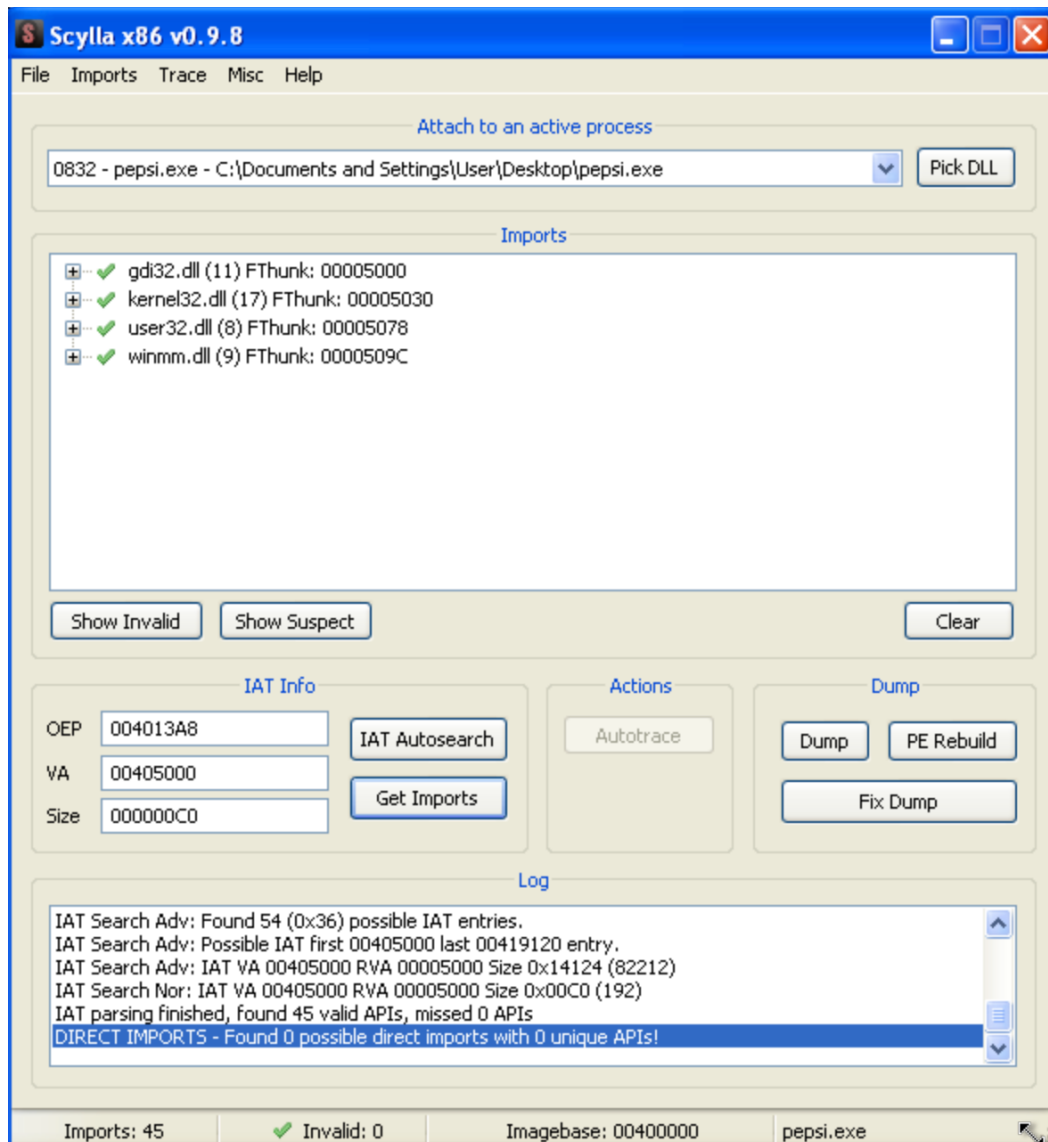 Scylla x86 v0.9.8
File Imports Trace Misc Help
Attach to an active process
0832 - pepsi.exe - C:\Documents and Settings\User\Desktop\pepsi.exe
Pick DLL
Imports
gdi32.dll (11) FThunk: 00005000
kernel32.dll (17) FThunk: 00005030
user32.dll (8) FThunk: 00005078
winmm.dll (9) FThunk: 0000509C
Show Invalid
Show Suspect
Clear
IAT Info
OEP 004013A8
VA 00405000
Size 000000C0
IAT Autosearch
Get Imports
Actions
Autotrace
Dump
Dump
PE Rebuild
Fix Dump
Log
IAT Search Adv: Found 54 (0x36) possible IAT entries.
IAT Search Adv: Possible IAT first 00405000 last 00419120 entry.
IAT Search Adv: IAT VA 00405000 RVA 00005000 Size 0x14124 (82212)
IAT Search Nor: IAT VA 00405000 RVA 00005000 Size 0x00C0 (192)
IAT parsing finished, found 45 valid APIs, missed 0 APIs
DIRECT IMPORTS - Found 0 possible direct imports with 0 unique APIs!
Imports: 45
Invalid: 0
Imagebase: 00400000
pepsi.exe